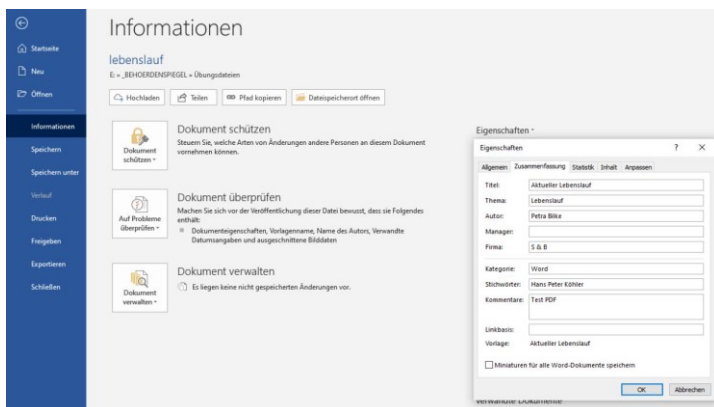 Informationen
Startseite
Neu
Öffnen
Informationen
Speichern
Speichern unter
Verlauf
Drucken
Freigeben
Exportieren
Schließen
lebenslauf
E: » _BEHOERDENSPIEGEL » Übungsdateien
Hochladen
Teilen
Pfad kopieren
Dateispeicherort öffnen
Dokument schützen
Dokument schützen
Steuern Sie, welche Arten von Änderungen andere Personen an diesem Dokument
vornehmen können.
Auf Probleme überprüfen
Dokument überprüfen
Machen Sie sich vor der Veröffentlichung dieser Datei bewusst, dass sie Folgendes
enthält:
Dokumenteigenschaften, Vorlagenname, Name des Autors, Verwandte
Datumsangaben und ausgeschnittene Bilddaten
Dokument verwalten
Dokument verwalten
Es liegen keine nicht gespeicherten Änderungen vor.
Eigenschaften
Eigenschaften ? ×
Allgemein Zusammenfassung Statistik Inhalt Anpassen
Titel: Aktueller Lebenslauf
Thema: Lebenslauf
Autor: Petra Bilke
Manager:
Firma: S & B
Kategorie: Word
Stichwörter: Hans Peter Köhler
Kommentare: Test PDF
Linkbasis:
Vorlage: Aktueller Lebenslauf
Miniaturen für alle Word-Dokumente speichern
OK Abbrechen
Verwandte Dokumente